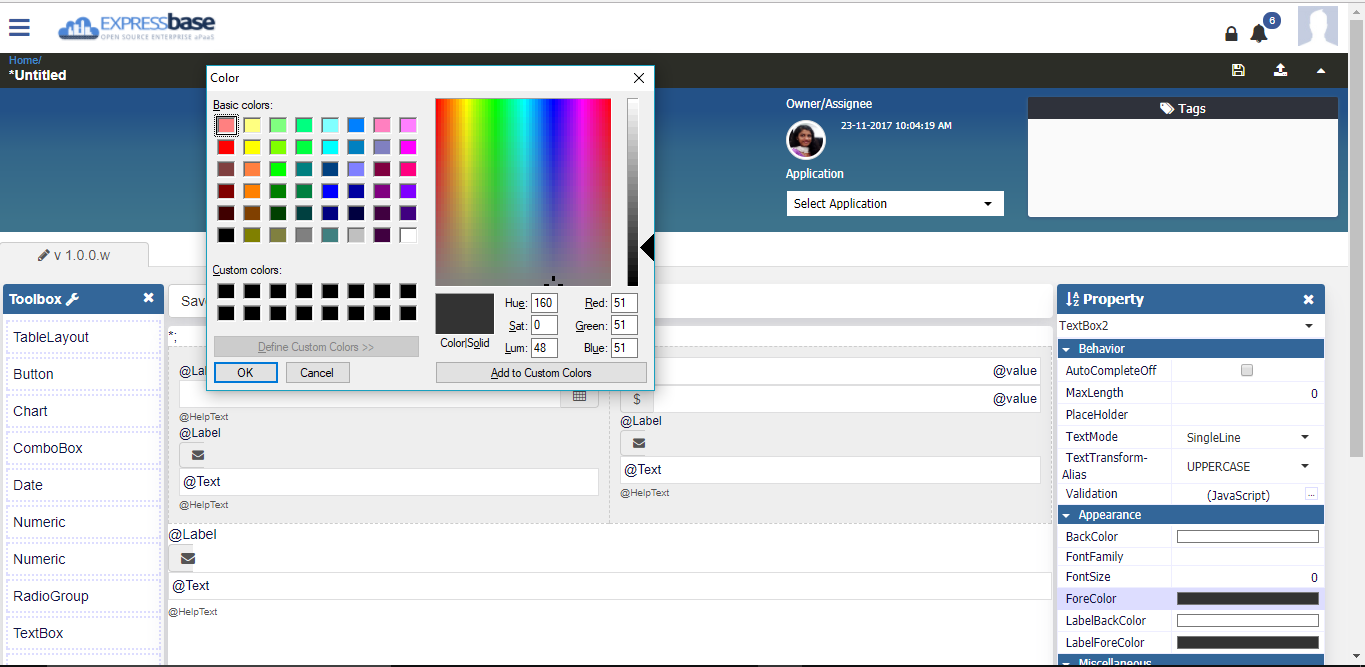 EXPRESSbase
OPEN SOURCE ENTERPRISE aPaaS
6
Home/
*Untitled
Owner/Assignee
23-11-2017 10:04:19 AM
Application
Select Application
Tags
v 1.0.0.w
Color
Basic colors:
Custom colors:
Define Custom Colors >>
OK
Cancel
Hue: 160
Sat: 0
Lum: 48
Red: 51
Green: 51
Blue: 51
Color|Solid
Add to Custom Colors
Toolbox
TableLayout
Button
Chart
ComboBox
Date
Numeric
Numeric
RadioGroup
TextBox
*;
@HelpText
@Label
@Text
@HelpText
@value
$ @value
@Label
@Text
@HelpText
@Label
@Text
@HelpText
Property
TextBox2
Behavior
AutoCompleteOff
MaxLength 0
PlaceHolder
TextMode SingleLine
TextTransform-
Alias UPPERCASE
Validation (JavaScript) ...
Appearance
BackColor
FontFamily
FontSize 0
ForeColor
LabelBackColor
LabelForeColor
Miscellaneous